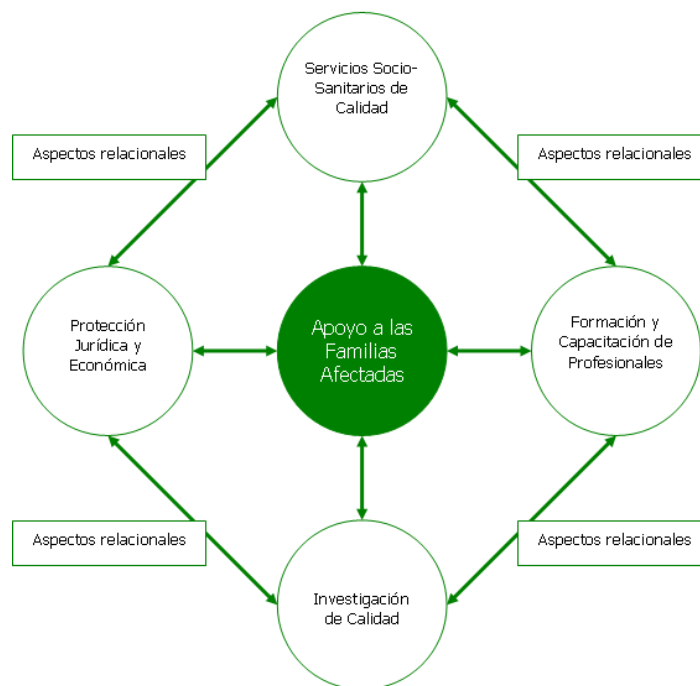 Servicios Socio-
Sanitarios de
Calidad
Aspectos relacionales
Aspectos relacionales
Protección
Jurídica y
Económica
Apoyo a las
Familias
Afectadas
Formación y
Capacitación de
Profesionales
Aspectos relacionales
Aspectos relacionales
Investigación
de Calidad